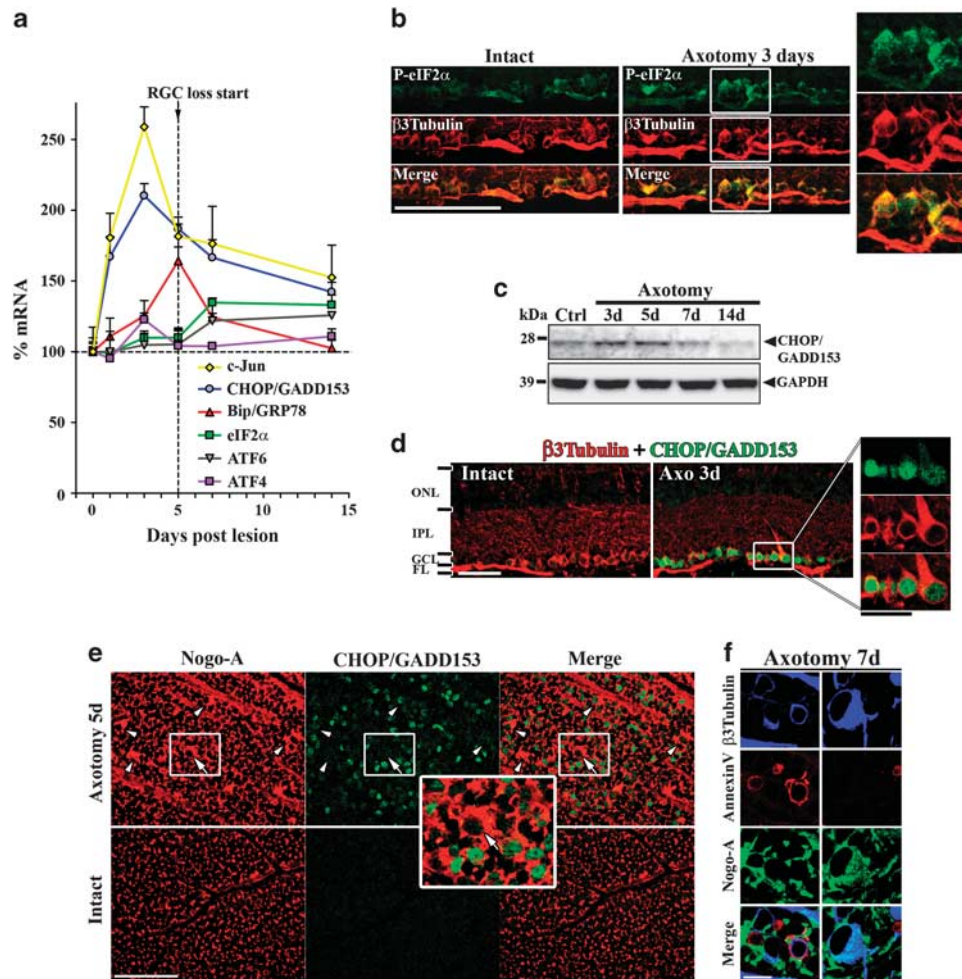 a
RGC loss start
% mRNA
250
200
150
100
50
0
0
5
10
15
Days post lesion
c-Jun
CHOP/GADD153
Bip/GRP78
eIF2α
ATF6
ATF4
b
Intact
Axotomy 3 days
P-eIF2α
P-eIF2α
β3Tubulin
β3Tubulin
Merge
Merge
c
Axotomy
kDa
Ctrl
3d
5d
7d
14d
28
CHOP/
GADD153
39
GAPDH
d
β3Tubulin + CHOP/GADD153
Intact
Axo 3d
ONL
IPL
GCL
FL
e
Nogo-A
CHOP/GADD153
Merge
Axotomy 5d
Intact
f
Axotomy 7d
β3Tubulin
AnnexinV
Nogo-A
Merge